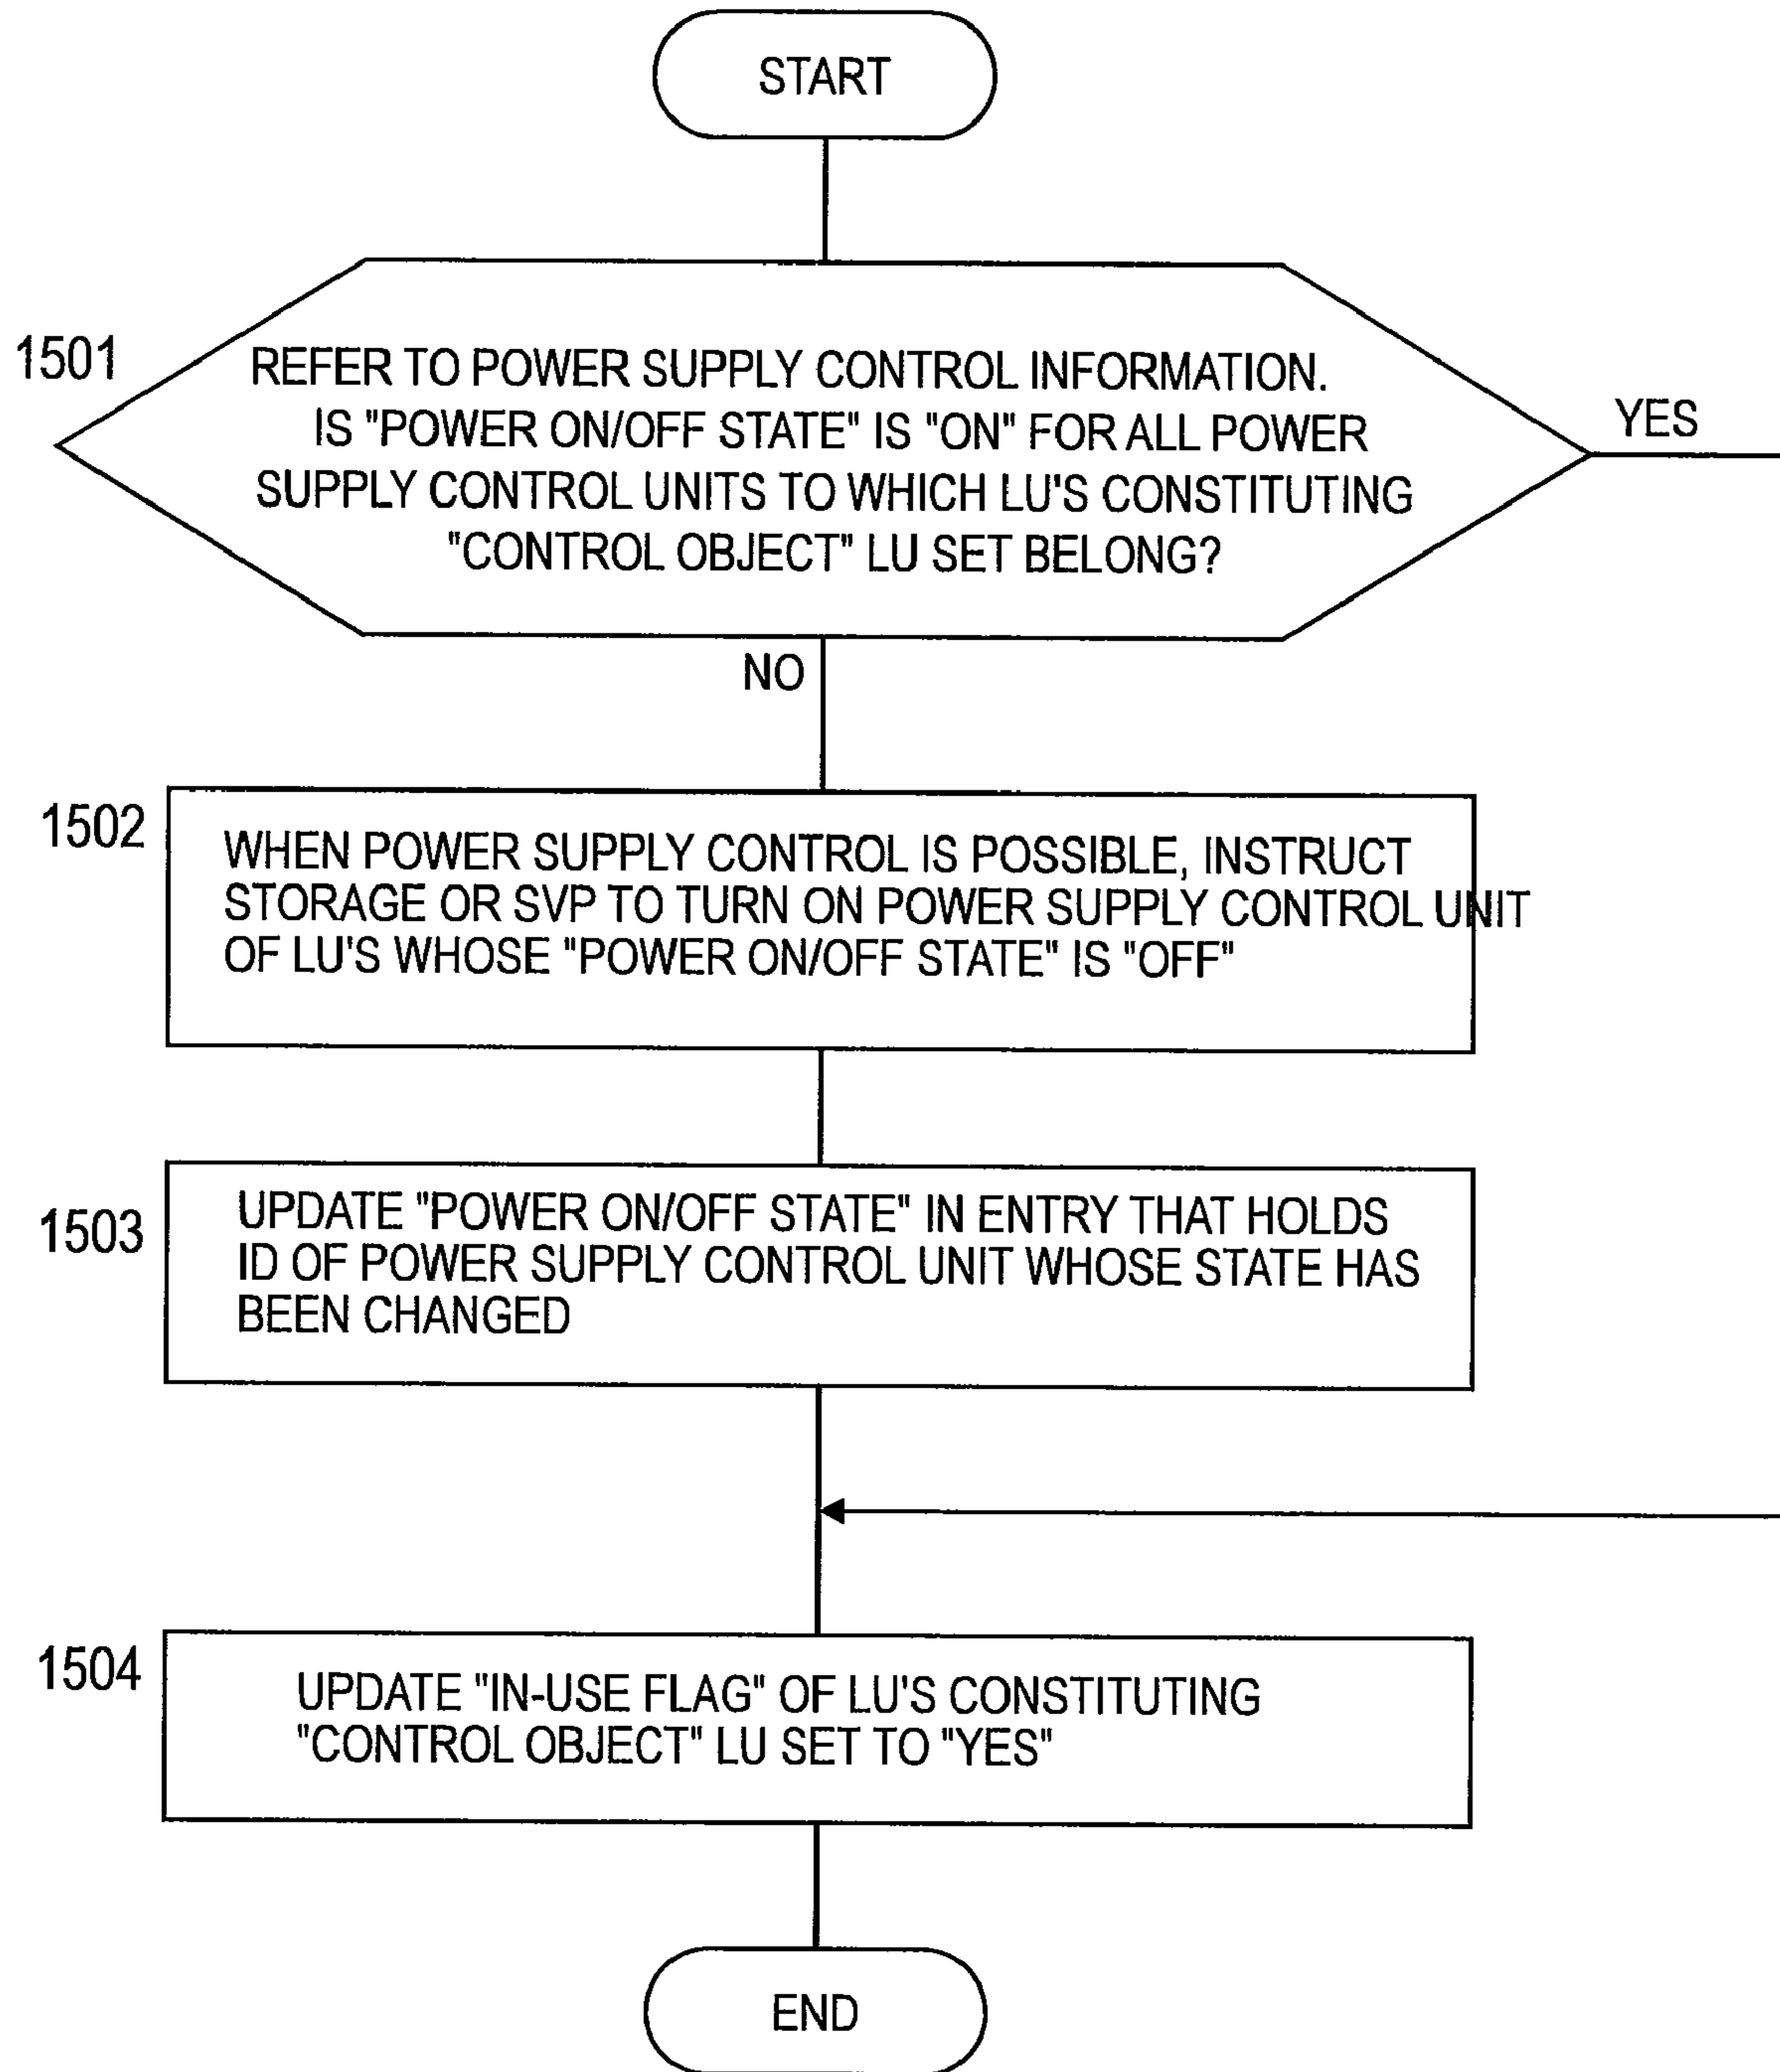 START
1501
REFER TO POWER SUPPLY CONTROL INFORMATION.
IS "POWER ON/OFF STATE" IS "ON" FOR ALL POWER
SUPPLY CONTROL UNITS TO WHICH LU'S CONSTITUTING
"CONTROL OBJECT" LU SET BELONG?
YES
NO
1502
WHEN POWER SUPPLY CONTROL IS POSSIBLE, INSTRUCT
STORAGE OR SVP TO TURN ON POWER SUPPLY CONTROL UNIT
OF LU'S WHOSE "POWER ON/OFF STATE" IS "OFF"
1503
UPDATE "POWER ON/OFF STATE" IN ENTRY THAT HOLDS
ID OF POWER SUPPLY CONTROL UNIT WHOSE STATE HAS
BEEN CHANGED
1504
UPDATE "IN-USE FLAG" OF LU'S CONSTITUTING
"CONTROL OBJECT" LU SET TO "YES"
END